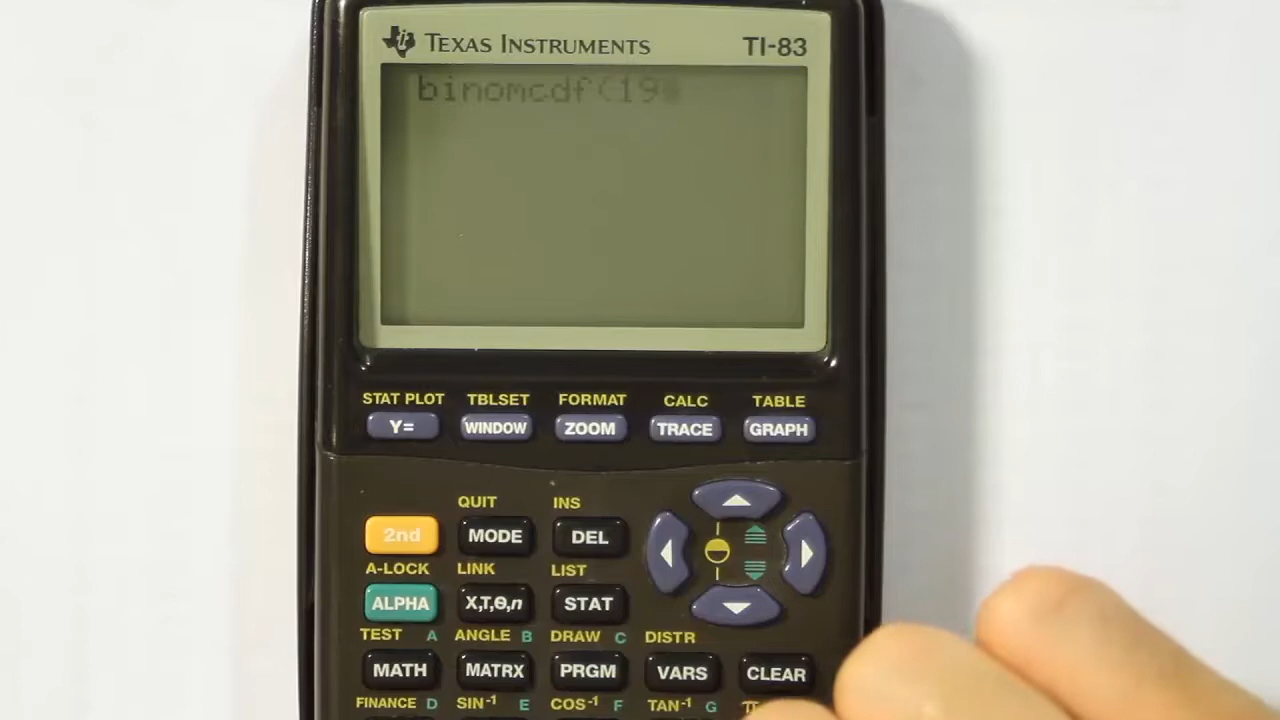 TEXAS INSTRUMENTS TI-83
binomcdf(19
STAT PLOT TBLSET FORMAT CALC TABLE
Y= WINDOW ZOOM TRACE GRAPH
QUIT INS
2nd MODE DEL
A-LOCK LINK LIST
ALPHA X,T,Θ,n STAT
TEST A ANGLE B DRAW C DISTR
MATH MATRX PRGM VARS CLEAR
FINANCE D SIN⁻¹ E COS⁻¹ F TAN⁻¹ G π